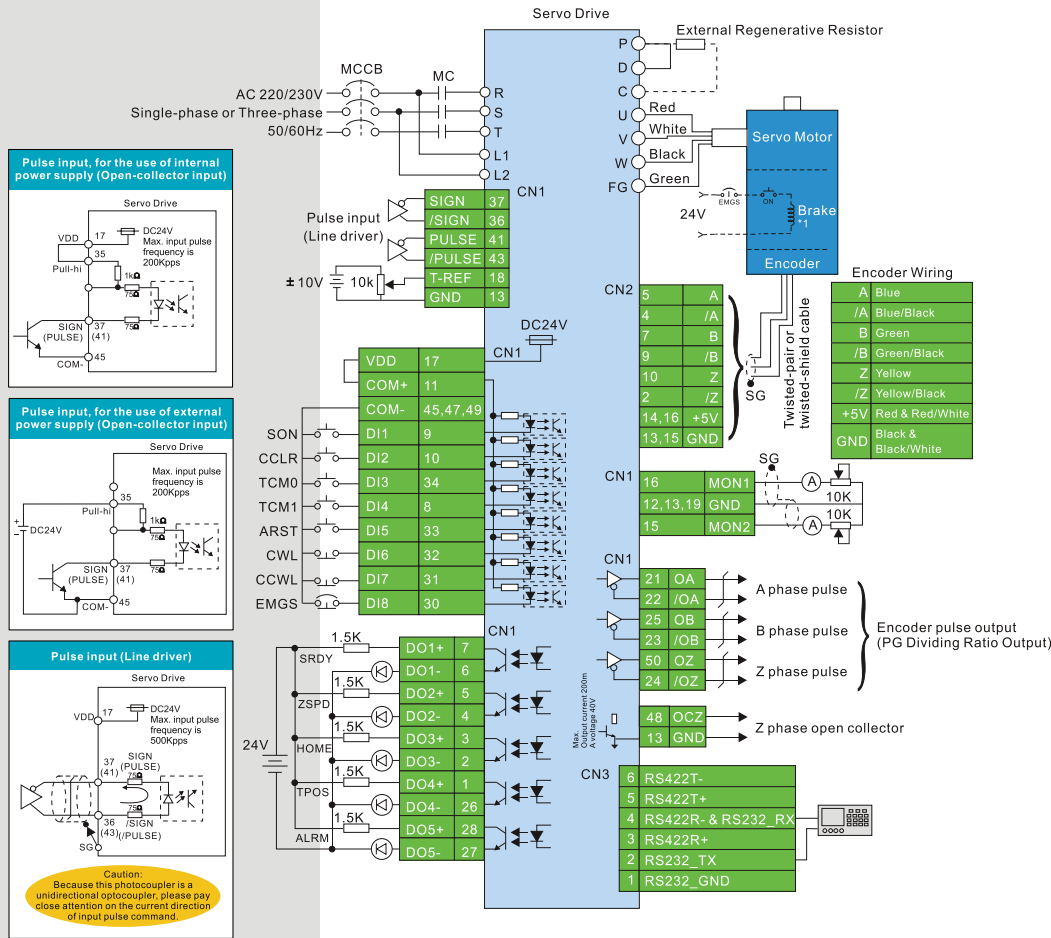 Servo Drive
P
External Regenerative Resistor
D
C
MCCB
MC
AC 220/230V
R
Single-phase or Three-phase
S
50/60Hz
T
L1
L2
U Red
V White
W Black
FG Green
Servo Motor
24V
EMGS
ON
Brake
*1
Encoder
Pulse input, for the use of internal
power supply (Open-collector input)
Servo Drive
VDD
17
DC24V
Max. input pulse
frequency is
200Kpps
35
Pull-hi
1kΩ
75Ω
SIGN
(PULSE)
37
(41)
75Ω
COM-
45
Pulse input, for the use of external
power supply (Open-collector input)
Servo Drive
Max. input pulse
frequency is
200Kpps
35
Pull-hi
+
DC24V
−
1kΩ
75Ω
SIGN
(PULSE)
37
(41)
75Ω
COM-
45
Pulse input (Line driver)
Servo Drive
VDD
17
DC24V
Max. input pulse
frequency is
500Kpps
37
(41)
SIGN
(PULSE)
75Ω
75Ω
36
(43)
/SIGN
(/PULSE)
SG
Caution:
Because this photocoupler is a
unidirectional optocoupler, please pay
close attention on the current direction
of input pulse command.
CN1
Pulse input
(Line driver)
SIGN 37
/SIGN 36
PULSE 41
/PULSE 43
±10V
10k
T-REF 18
GND 13
DC24V
CN1
VDD 17
COM+ 11
COM- 45,47,49
SON DI1 9
CCLR DI2 10
TCM0 DI3 34
TCM1 DI4 8
ARST DI5 33
CWL DI6 32
CCWL DI7 31
EMGS DI8 30
CN1
24V
1.5K
SRDY
DO1+ 7
DO1- 6
1.5K
ZSPD
DO2+ 5
DO2- 4
1.5K
HOME
DO3+ 3
DO3- 2
1.5K
TPOS
DO4+ 1
DO4- 26
1.5K
ALRM
DO5+ 28
DO5- 27
CN2
5 A
4 /A
7 B
9 /B
10 Z
2 /Z
14,16 +5V
13,15 GND
SG
Twisted-pair or
twisted-shield cable
Encoder Wiring
A Blue
/A Blue/Black
B Green
/B Green/Black
Z Yellow
/Z Yellow/Black
+5V Red & Red/White
GND Black &
Black/White
CN1
SG
16 MON1
12,13,19 GND
15 MON2
A
10K
A
10K
CN1
21 OA
22 /OA
A phase pulse
25 OB
23 /OB
B phase pulse
50 OZ
24 /OZ
Z phase pulse
Encoder pulse output
(PG Dividing Ratio Output)
Max.
Output current 200m
A voltage 40V
48 OCZ
13 GND
Z phase open collector
CN3
6 RS422T-
5 RS422T+
4 RS422R- & RS232_RX
3 RS422R+
2 RS232_TX
1 RS232_GND